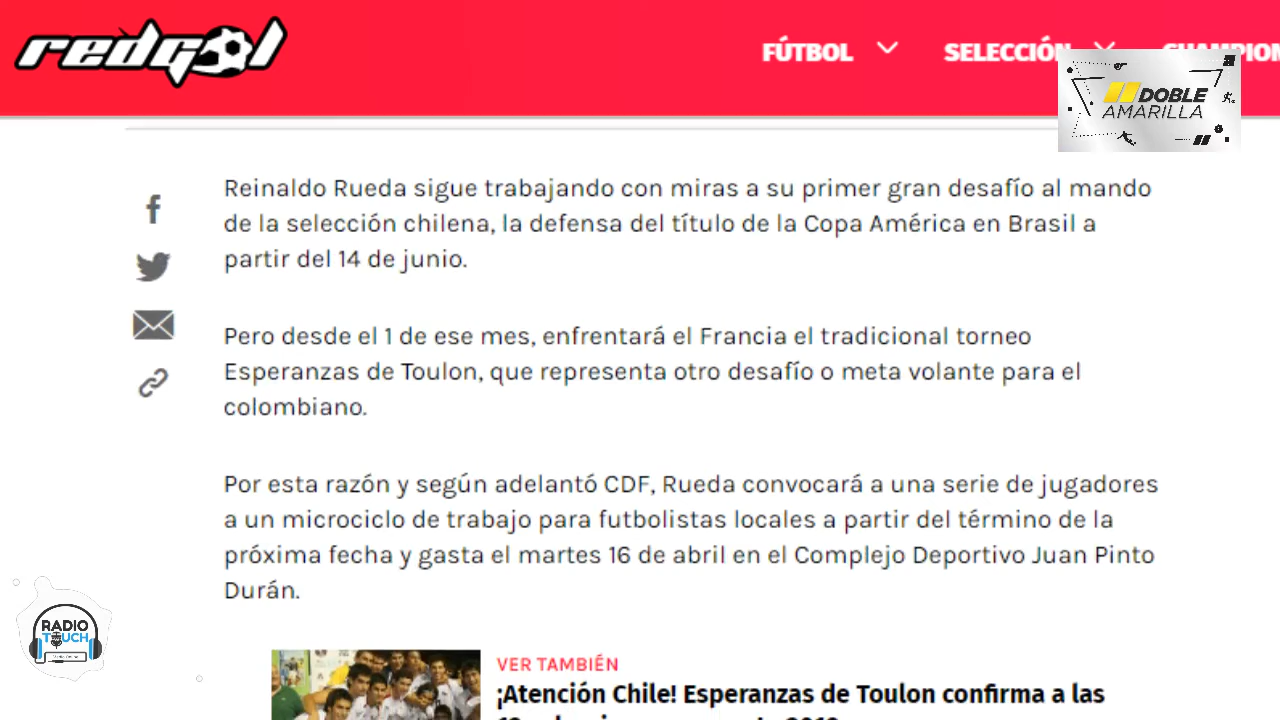 redgol
FÚTBOL
SELECCIÓN
DOBLE
AMARILLA
Reinaldo Rueda sigue trabajando con miras a su primer gran desafío al mando
de la selección chilena, la defensa del título de la Copa América en Brasil a
partir del 14 de junio.
Pero desde el 1 de ese mes, enfrentará el Francia el tradicional torneo
Esperanzas de Toulon, que representa otro desafío o meta volante para el
colombiano.
Por esta razón y según adelantó CDF, Rueda convocará a una serie de jugadores
a un microciclo de trabajo para futbolistas locales a partir del término de la
próxima fecha y gasta el martes 16 de abril en el Complejo Deportivo Juan Pinto
Durán.
RADIO
TOUCH
VER TAMBIÉN
¡Atención Chile! Esperanzas de Toulon confirma a las